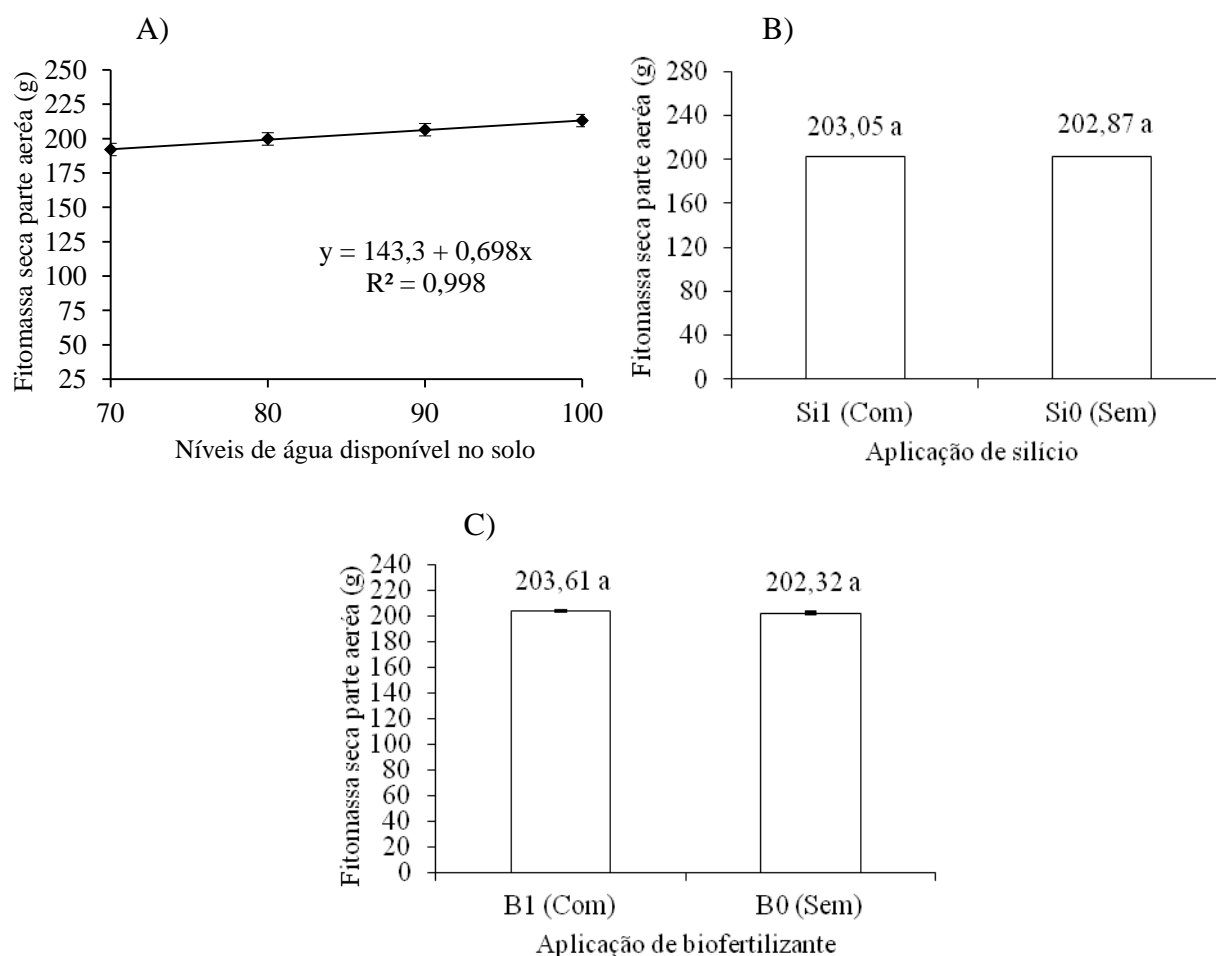 A)
Fitomassa seca parte aeréa (g)
250
225
200
175
150
125
100
75
50
25
y = 143,3 + 0,698x
R² = 0,998
70 80 90 100
Níveis de água disponível no solo
B)
Fitomassa seca parte aeréa (g)
280
240
200
160
120
80
40
0
203,05 a 202,87 a
Si1 (Com) Si0 (Sem)
Aplicação de silício
C)
Fitomassa seca parte aeréa (g)
240
220
200
180
160
140
120
100
80
60
40
20
0
203,61 a 202,32 a
B1 (Com) B0 (Sem)
Aplicação de biofertilizante